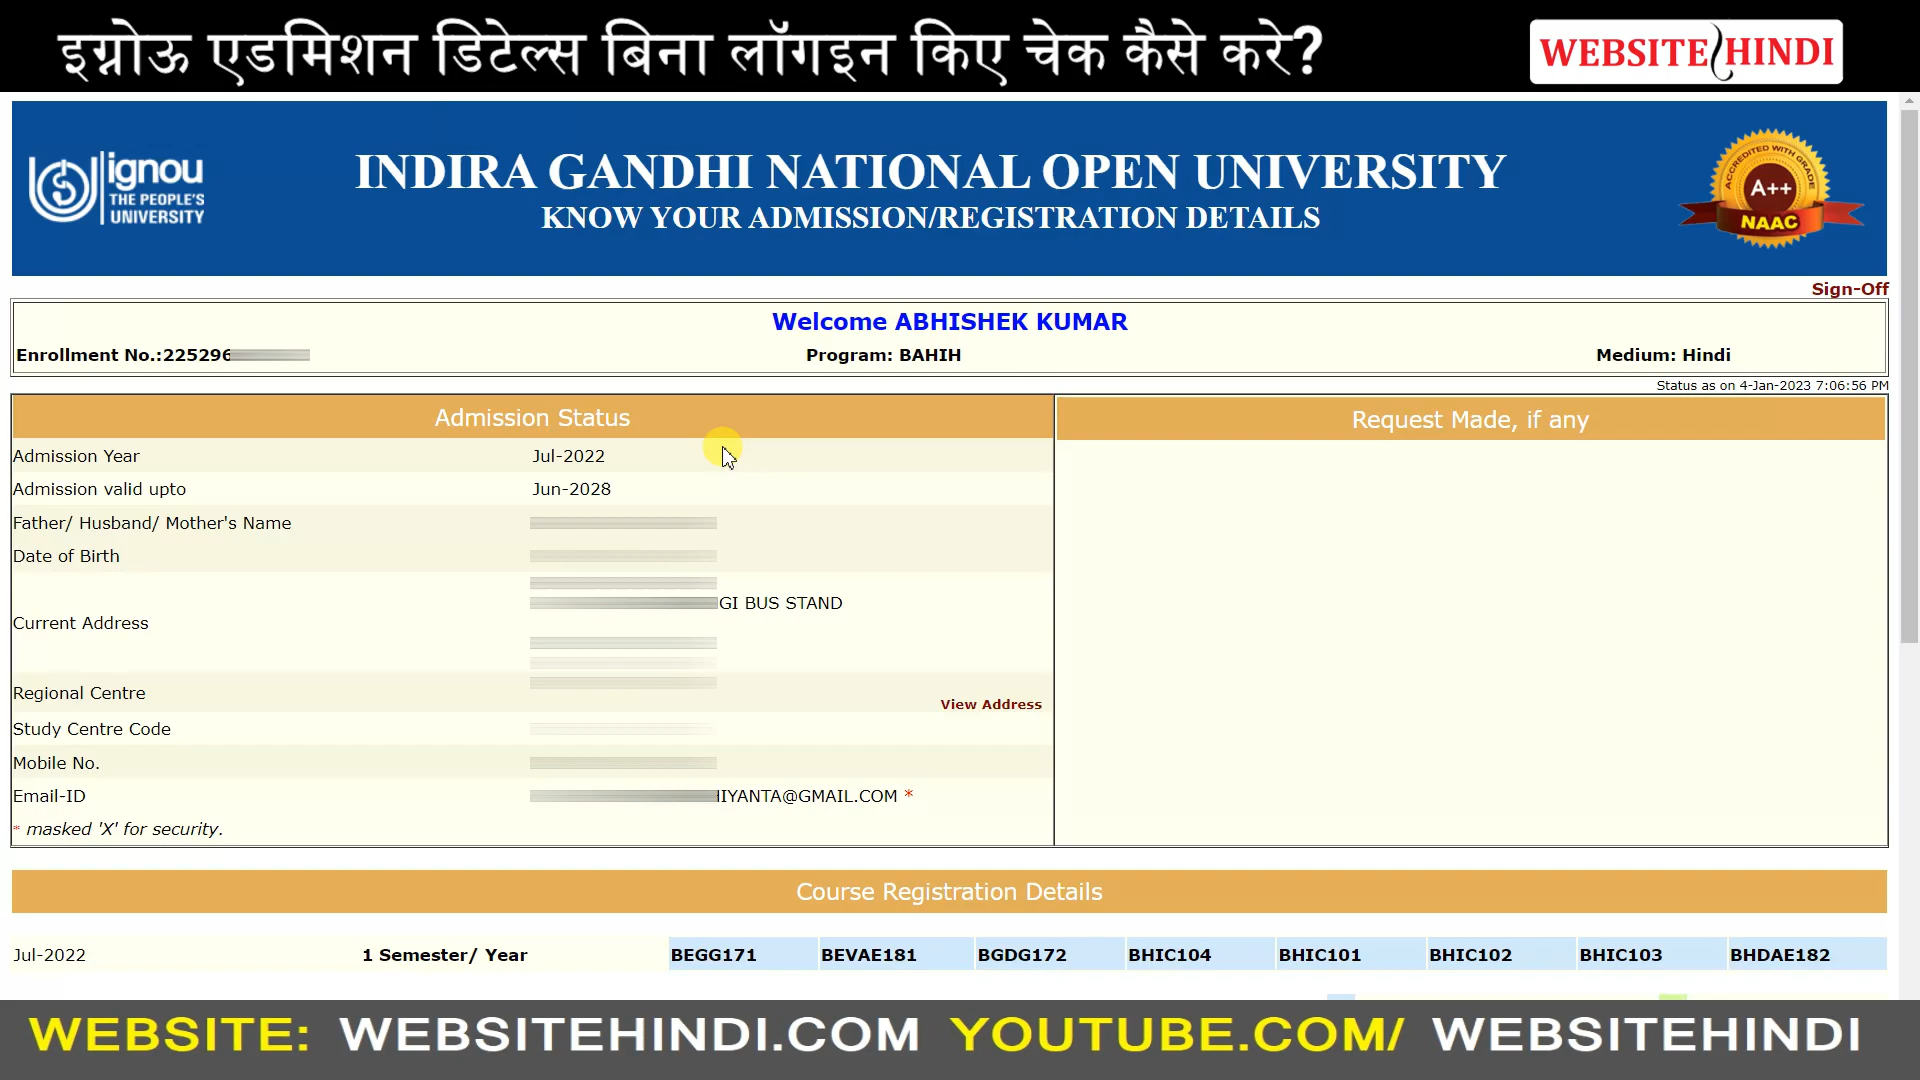 इग्नोऊ एडमिशन डिटेल्स बिना लॉगइन किए चेक कैसे करे?
WEBSITE HINDI
ignou
THE PEOPLE'S
UNIVERSITY
INDIRA GANDHI NATIONAL OPEN UNIVERSITY
KNOW YOUR ADMISSION/REGISTRATION DETAILS
ACCREDITED WITH GRADE
A++
NAAC
Sign-Off
Welcome ABHISHEK KUMAR
Enrollment No.:225296 Program: BAHIH Medium: Hindi
Status as on 4-Jan-2023 7:06:56 PM
Admission Status
Request Made, if any
Admission Year Jul-2022
Admission valid upto Jun-2028
Father/ Husband/ Mother's Name
Date of Birth
GI BUS STAND
Current Address
Regional Centre
View Address
Study Centre Code
Mobile No.
Email-ID IYANTA@GMAIL.COM *
* masked 'X' for security.
Course Registration Details
Jul-2022 1 Semester/ Year BEGG171 BEVAE181 BGDG172 BHIC104 BHIC101 BHIC102 BHIC103 BHDAE182
WEBSITE: WEBSITEHINDI.COM YOUTUBE.COM/ WEBSITEHINDI